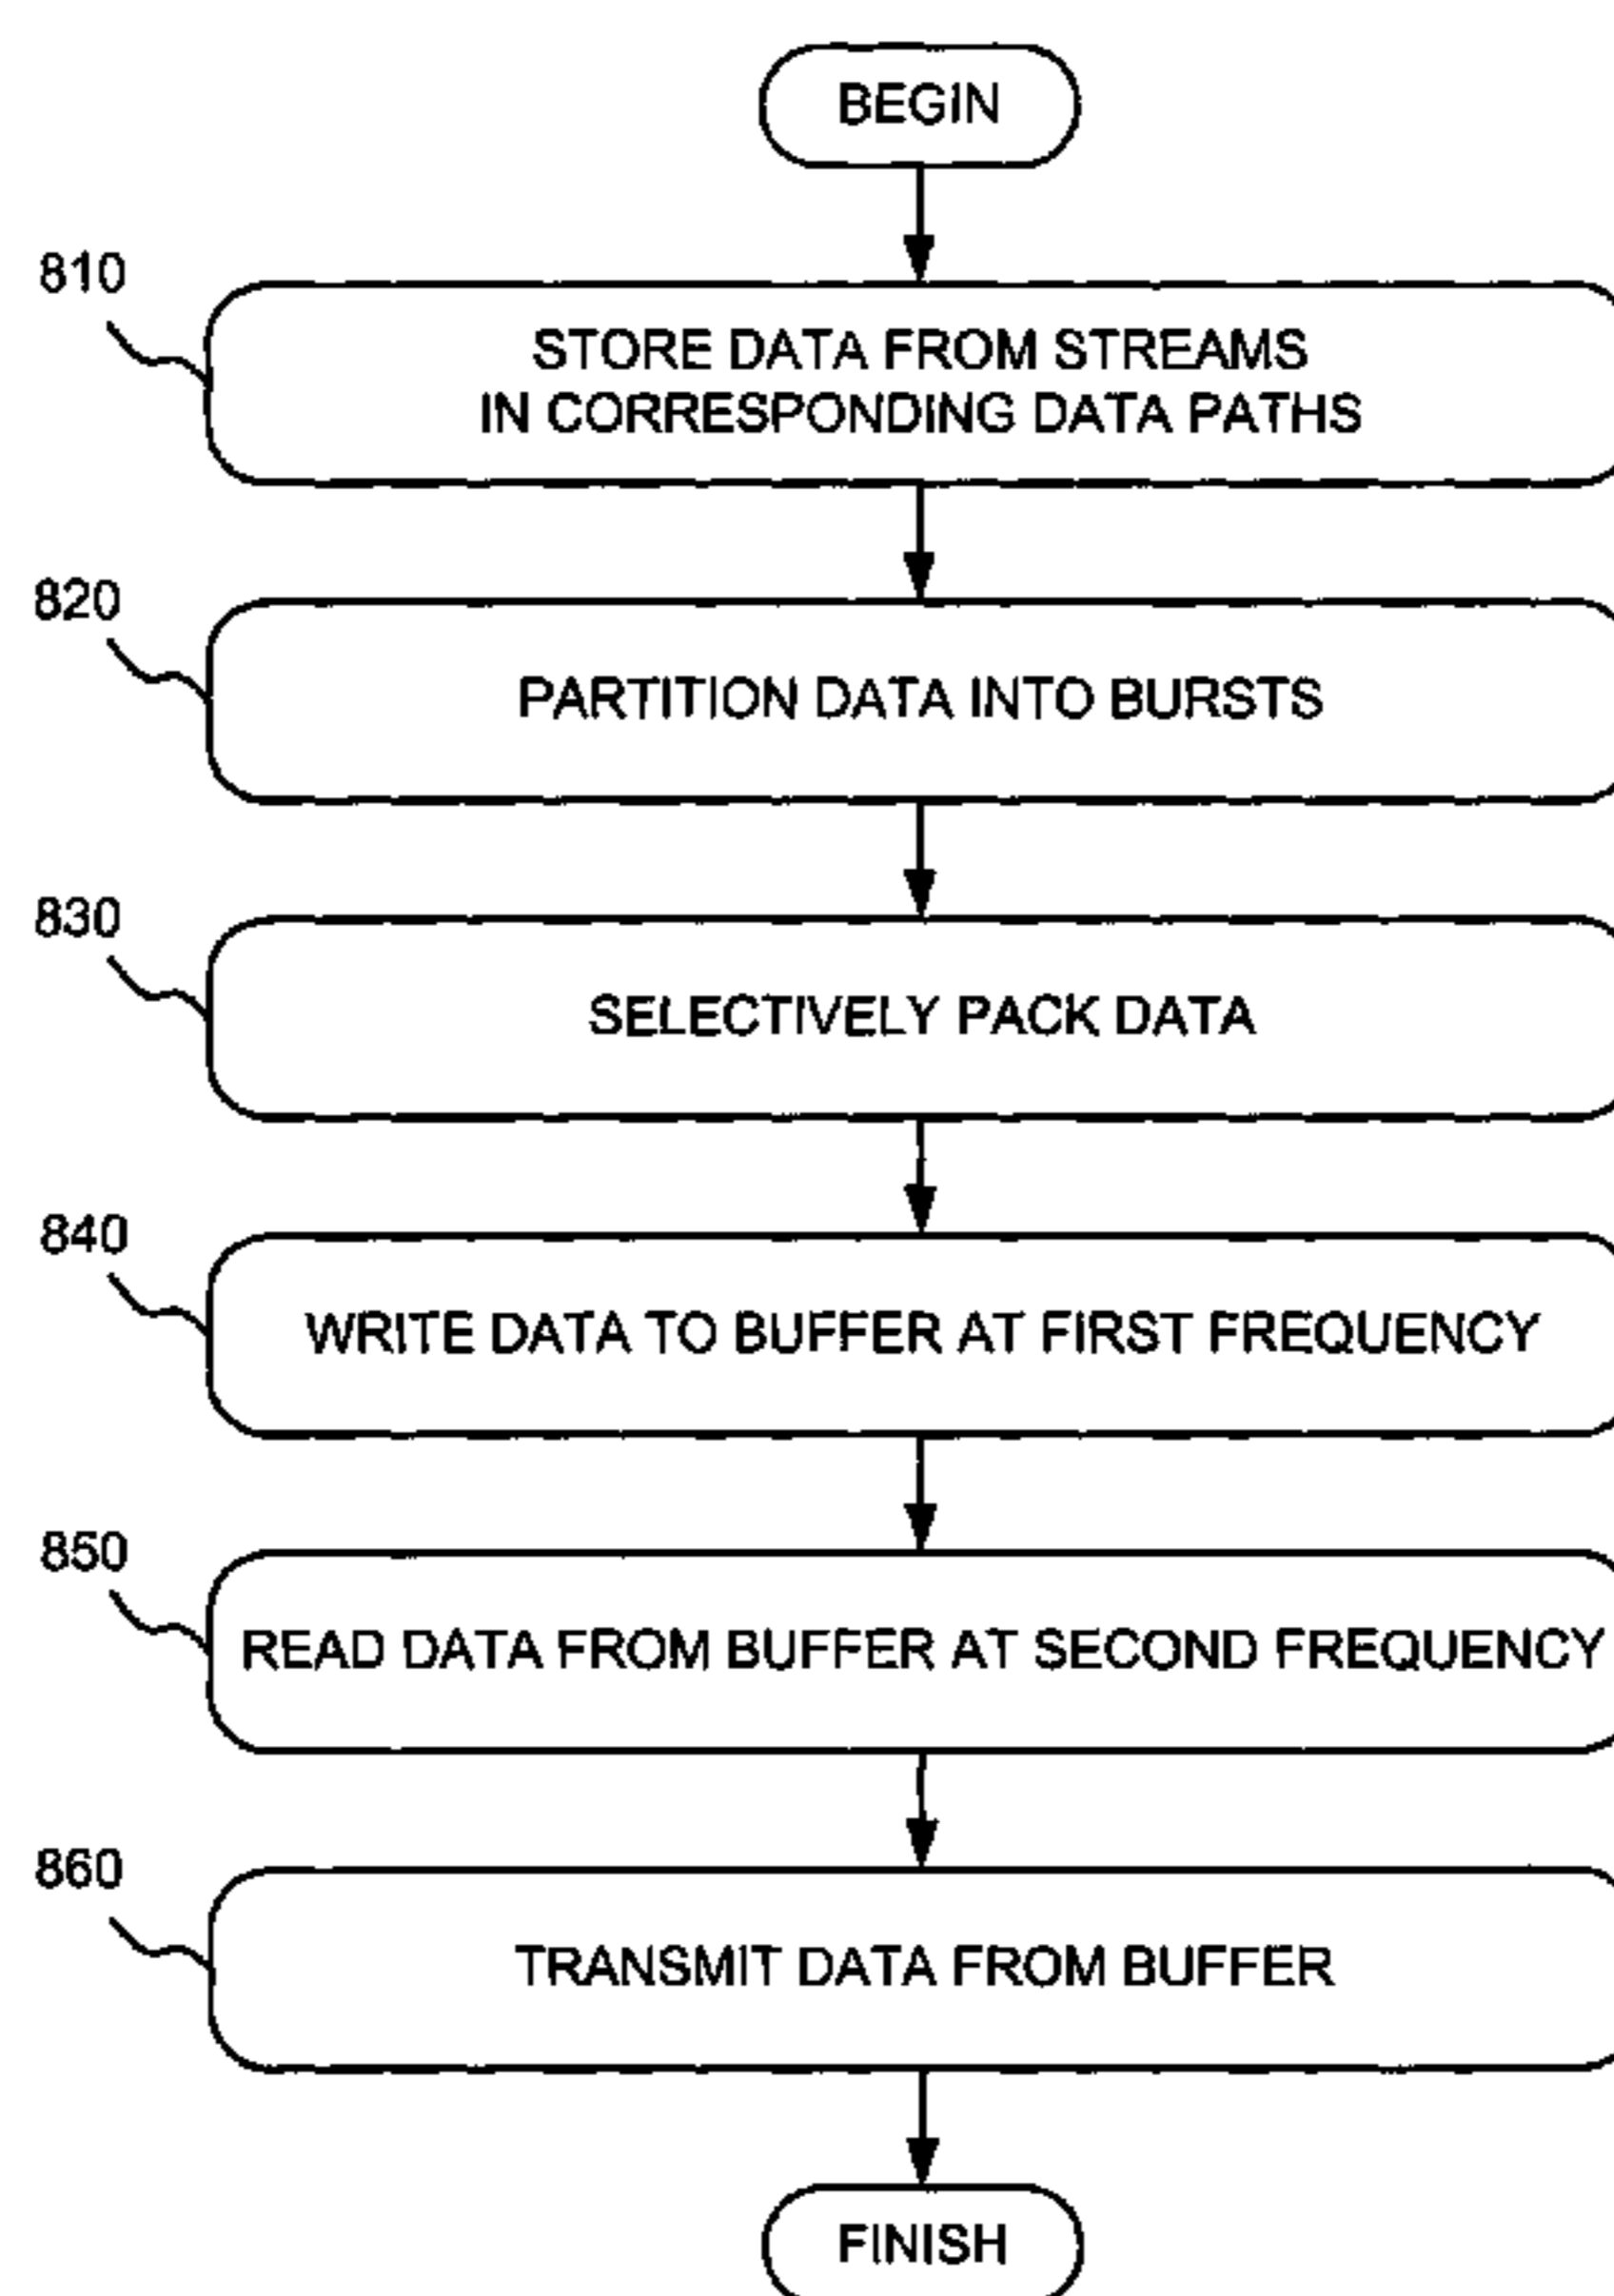 BEGIN
810
STORE DATA FROM STREAMS
IN CORRESPONDING DATA PATHS
820
PARTITION DATA INTO BURSTS
830
SELECTIVELY PACK DATA
840
WRITE DATA TO BUFFER AT FIRST FREQUENCY
850
READ DATA FROM BUFFER AT SECOND FREQUENCY
860
TRANSMIT DATA FROM BUFFER
FINISH